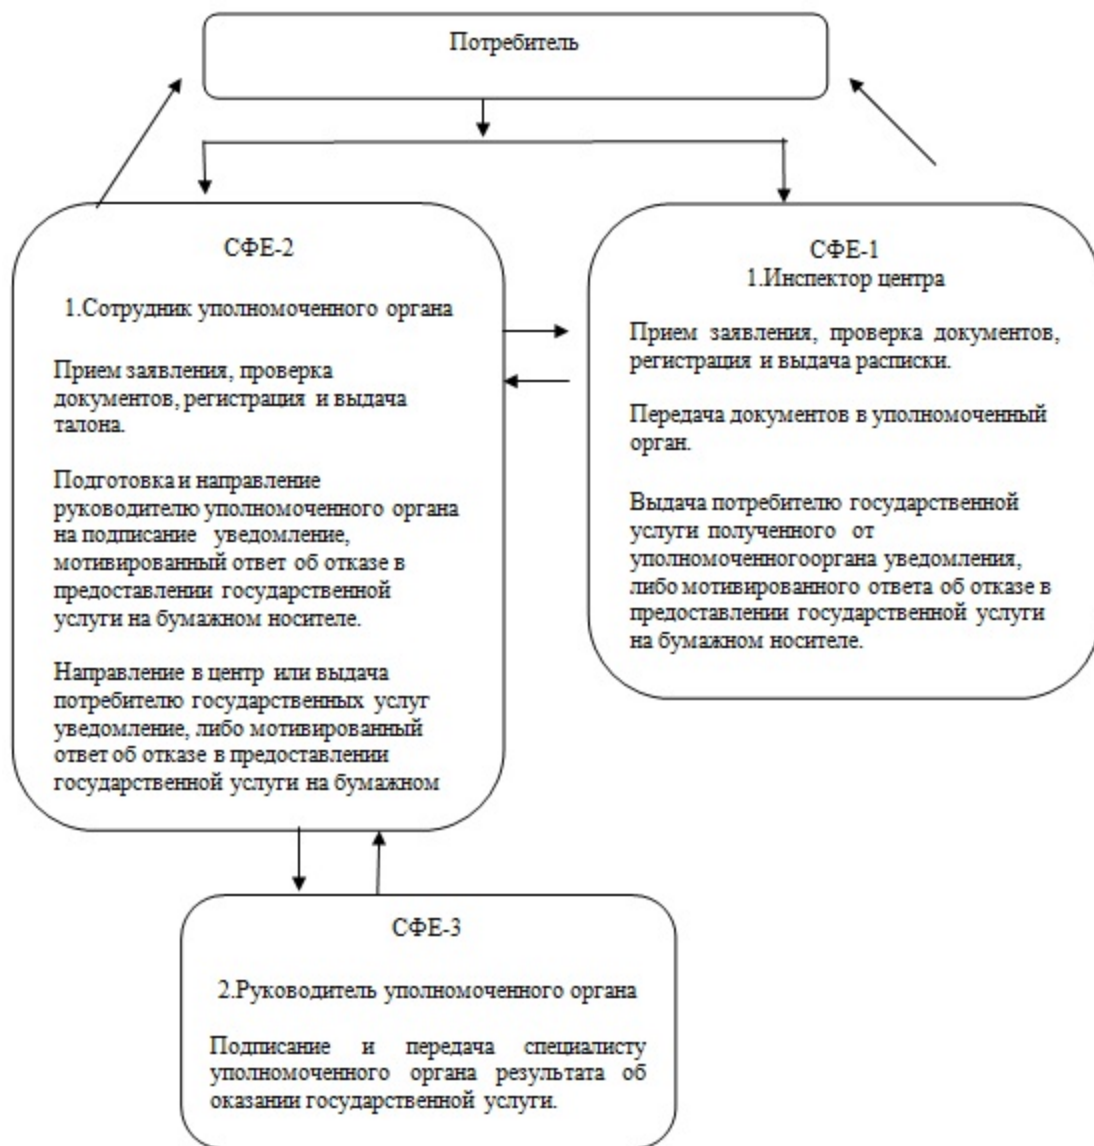 Потребитель
СФЕ-2
1.Сотрудник уполномоченного органа
Прием заявления, проверка
документов, регистрация и выдача
талона.
Подготовка и направление
руководителю уполномоченного органа
на подписание уведомление,
мотивированный ответ об отказе в
предоставлении государственной
услуги на бумажном носителе.
Направление в центр или выдача
потребителю государственных услуг
уведомление, либо мотивированный
ответ об отказе в предоставлении
государственной услуги на бумажном
СФЕ-1
1.Инспектор центра
Прием заявления, проверка документов,
регистрация и выдача расписки.
Передача документов в уполномоченный
орган.
Выдача потребителю государственной
услуги полученного от
уполномоченногооргана уведомления,
либо мотивированного ответа об отказе в
предоставлении государственной услуги
на бумажном носителе.
СФЕ-3
2.Руководитель уполномоченного органа
Подписание и передача специалисту
уполномоченного органа результата об
оказании государственной услуги.